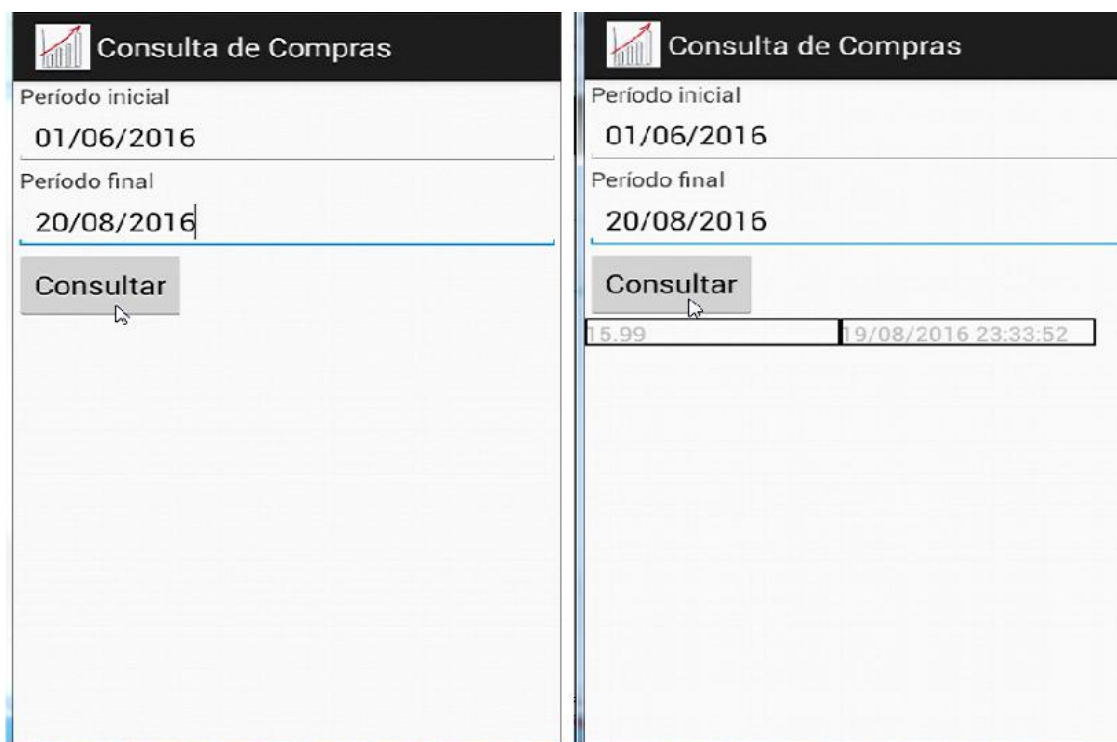 Consulta de Compras
Período inicial
01/06/2016
Período final
20/08/2016
Consultar
Consulta de Compras
Período inicial
01/06/2016
Período final
20/08/2016
Consultar
15.99 19/08/2016 23:33:52